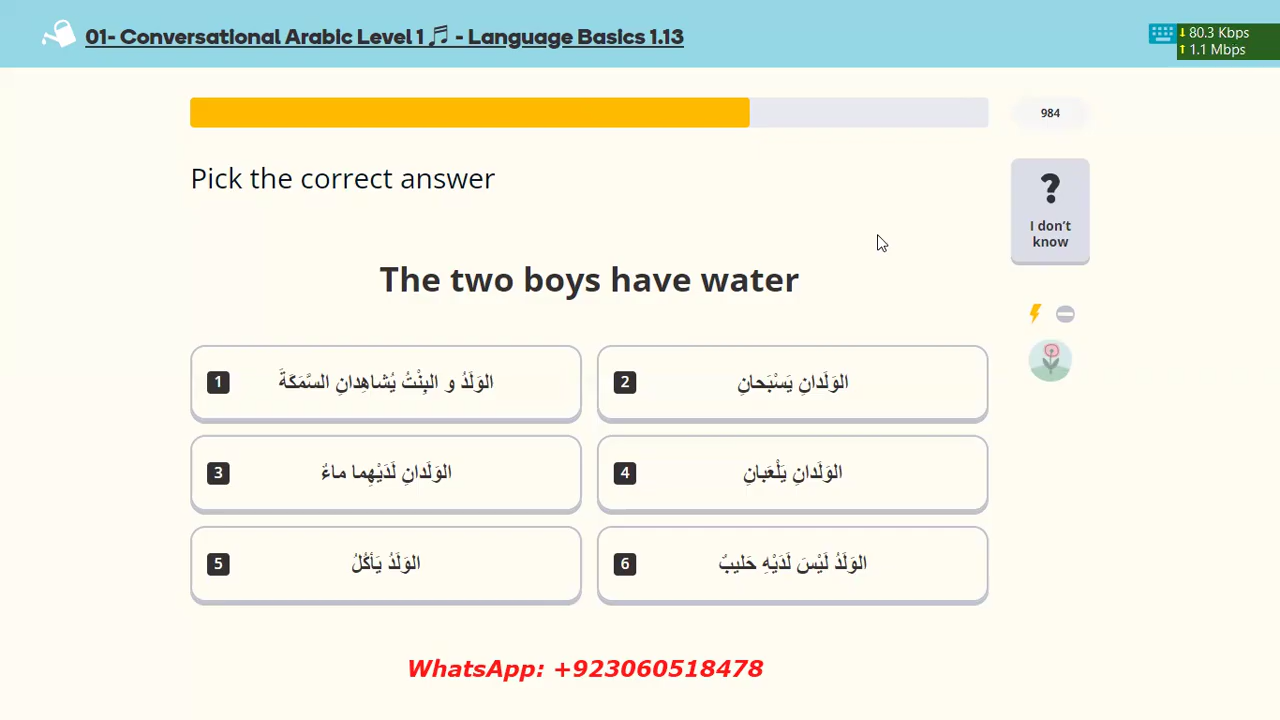 01- Conversational Arabic Level 1🎵 - Language Basics 1.13
80.3 Kbps
1.1 Mbps
984
Pick the correct answer
?
I don't
know
The two boys have water
1 الوَلَدُ و البِنْتُ يُشاهِدانِ السَّمَكَةَ
2 الوَلَدانِ يَسْبَحانِ
3 الوَلَدانِ لَدَيْهِما ماءٌ
4 الوَلَدانِ يَلْعَبانِ
5 الوَلَدُ يَأكُلُ
6 الوَلَدُ لَيْسَ لَدَيْهِ حَليبٌ
WhatsApp: +923060518478